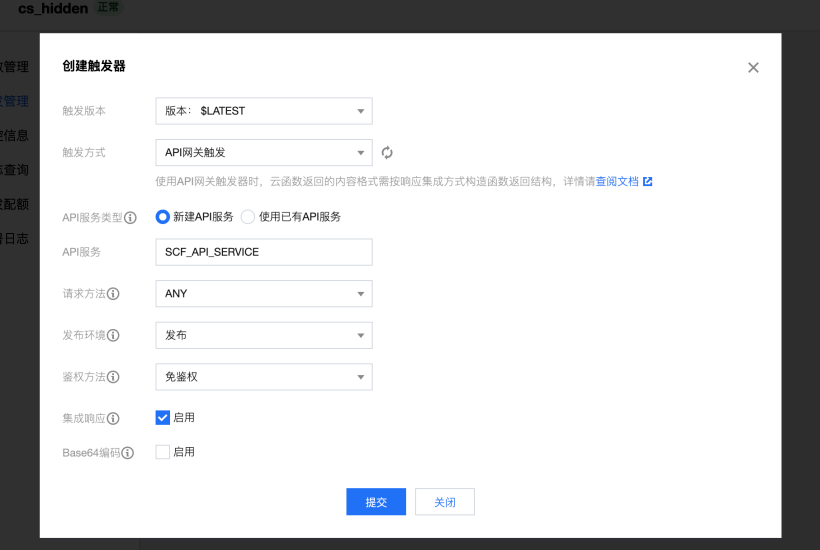 cs_hidden 正常
创建触发器
管理
触发版本
版本： $LATEST
管理
触发方式
API网关触发
信息
使用API网关触发器时，云函数返回的内容格式需按响应集成方式构造函数返回结构，详情请查阅文档
查询
配额
API服务类型
新建API服务
使用已有API服务
日志
API服务
SCF_API_SERVICE
请求方法
ANY
发布环境
发布
鉴权方法
免鉴权
集成响应
启用
Base64编码
启用
提交
关闭